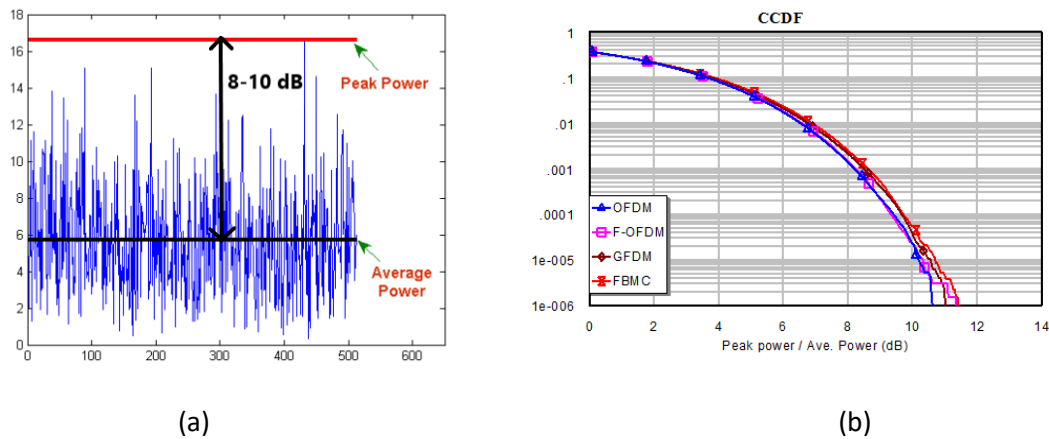 18
16
14
12
10
8
6
4
2
0
8-10 dB
Peak Power
Average
Power
0 100 200 300 400 500 600
(a)
CCDF
1
.1
.01
.001
.0001
1e-005
1e-006
OFDM
F-OFDM
GFDM
FBMC
0 2 4 6 8 10 12 14
Peak power / Ave. Power (dB)
(b)